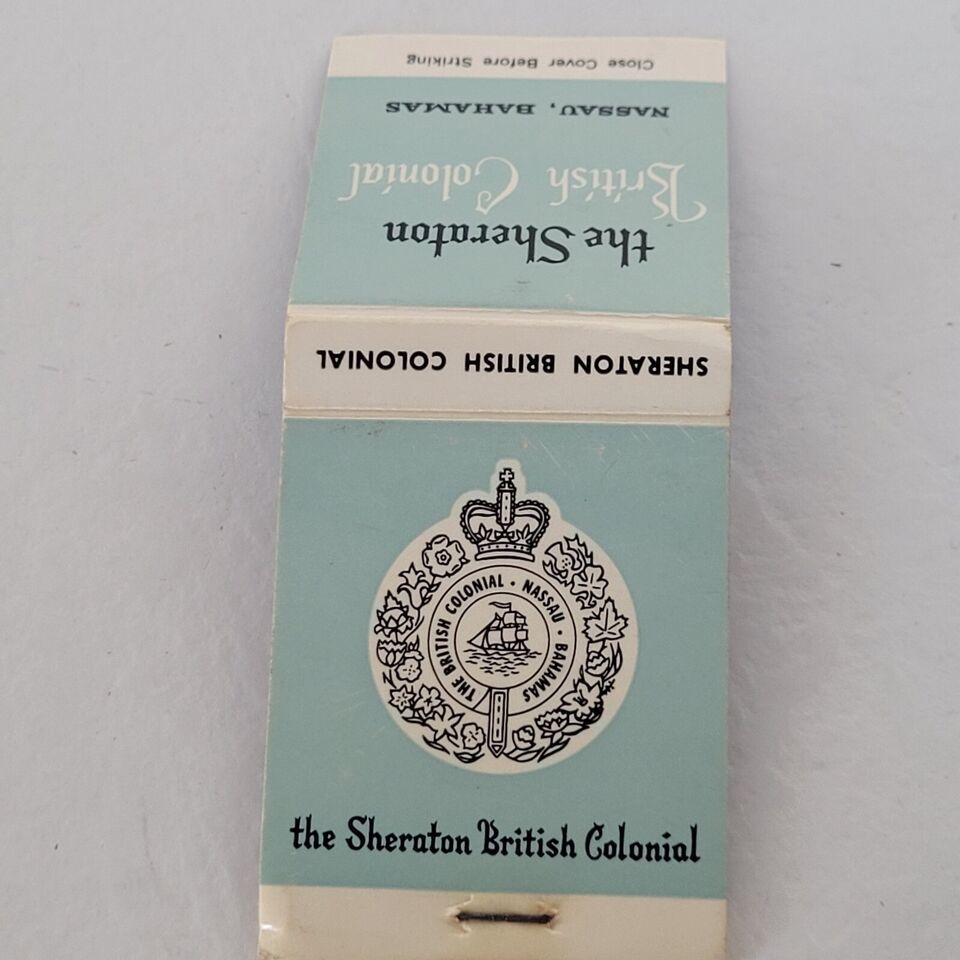 Close Cover Before Striking
NASSAU, BAHAMAS
British Colonial
the Sheraton
SHERATON BRITISH COLONIAL
THE BRITISH COLONIAL · NASSAU · BAHAMAS
the Sheraton British Colonial